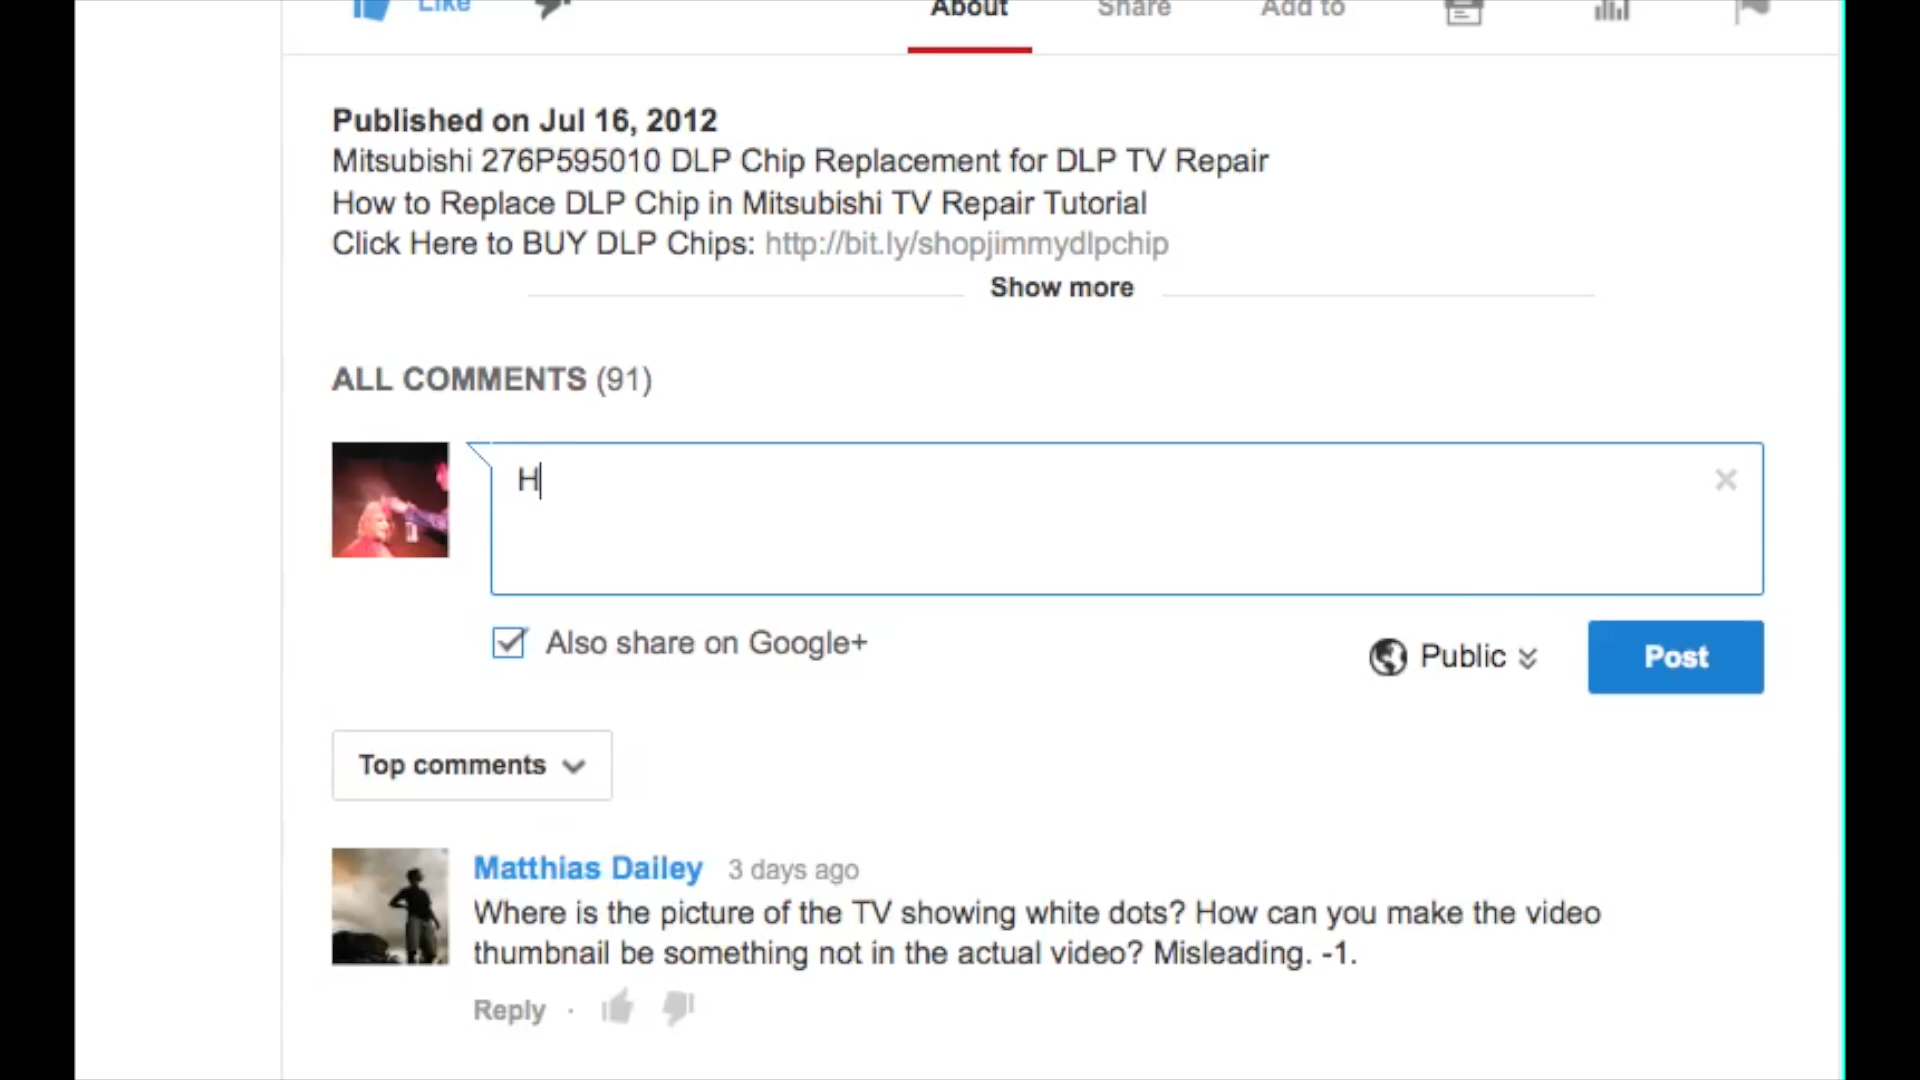 Like
About Share Add to
Published on Jul 16, 2012
Mitsubishi 276P595010 DLP Chip Replacement for DLP TV Repair
How to Replace DLP Chip in Mitsubishi TV Repair Tutorial
Click Here to BUY DLP Chips: http://bit.ly/shopjimmydlpchip
Show more
ALL COMMENTS (91)
H
Also share on Google+
Public
Post
Top comments
Matthias Dailey 3 days ago
Where is the picture of the TV showing white dots? How can you make the video
thumbnail be something not in the actual video? Misleading. -1.
Reply ·